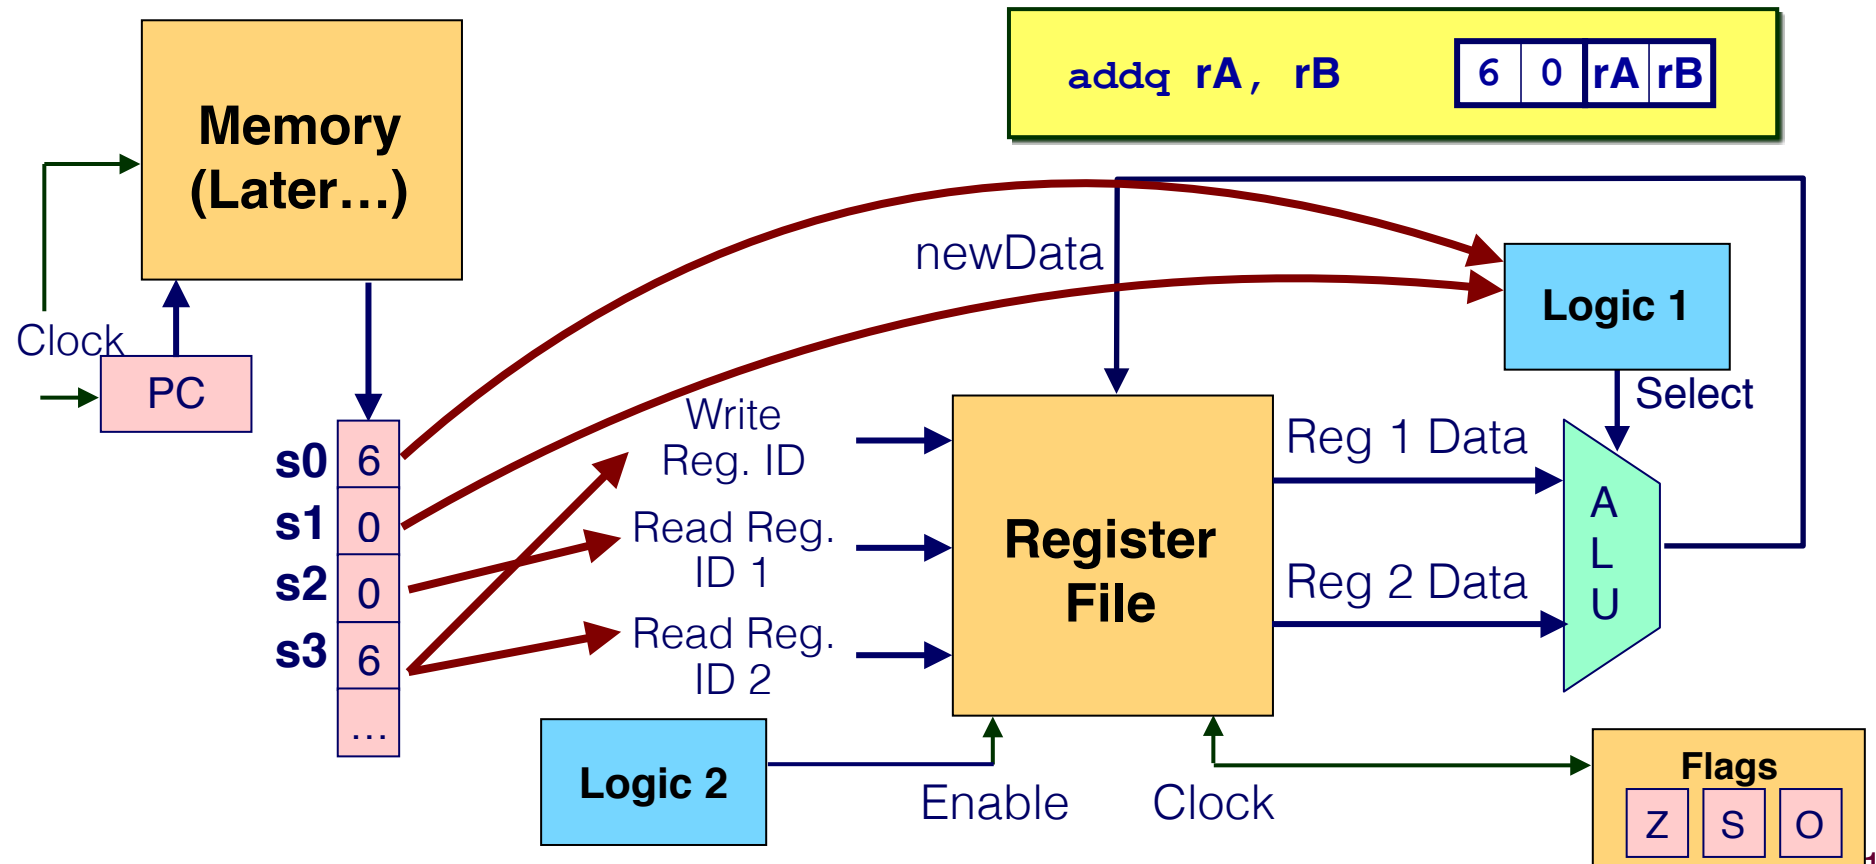 addq rA, rB
6 0 rA rB
Memory
(Later…)
newData
Logic 1
Clock
PC
Select
s0 6
s1 0
s2 0
s3 6
…
Write
Reg. ID
Read Reg.
ID 1
Read Reg.
ID 2
Register
File
Reg 1 Data
Reg 2 Data
A
L
U
Logic 2
Enable
Clock
Flags
Z S O